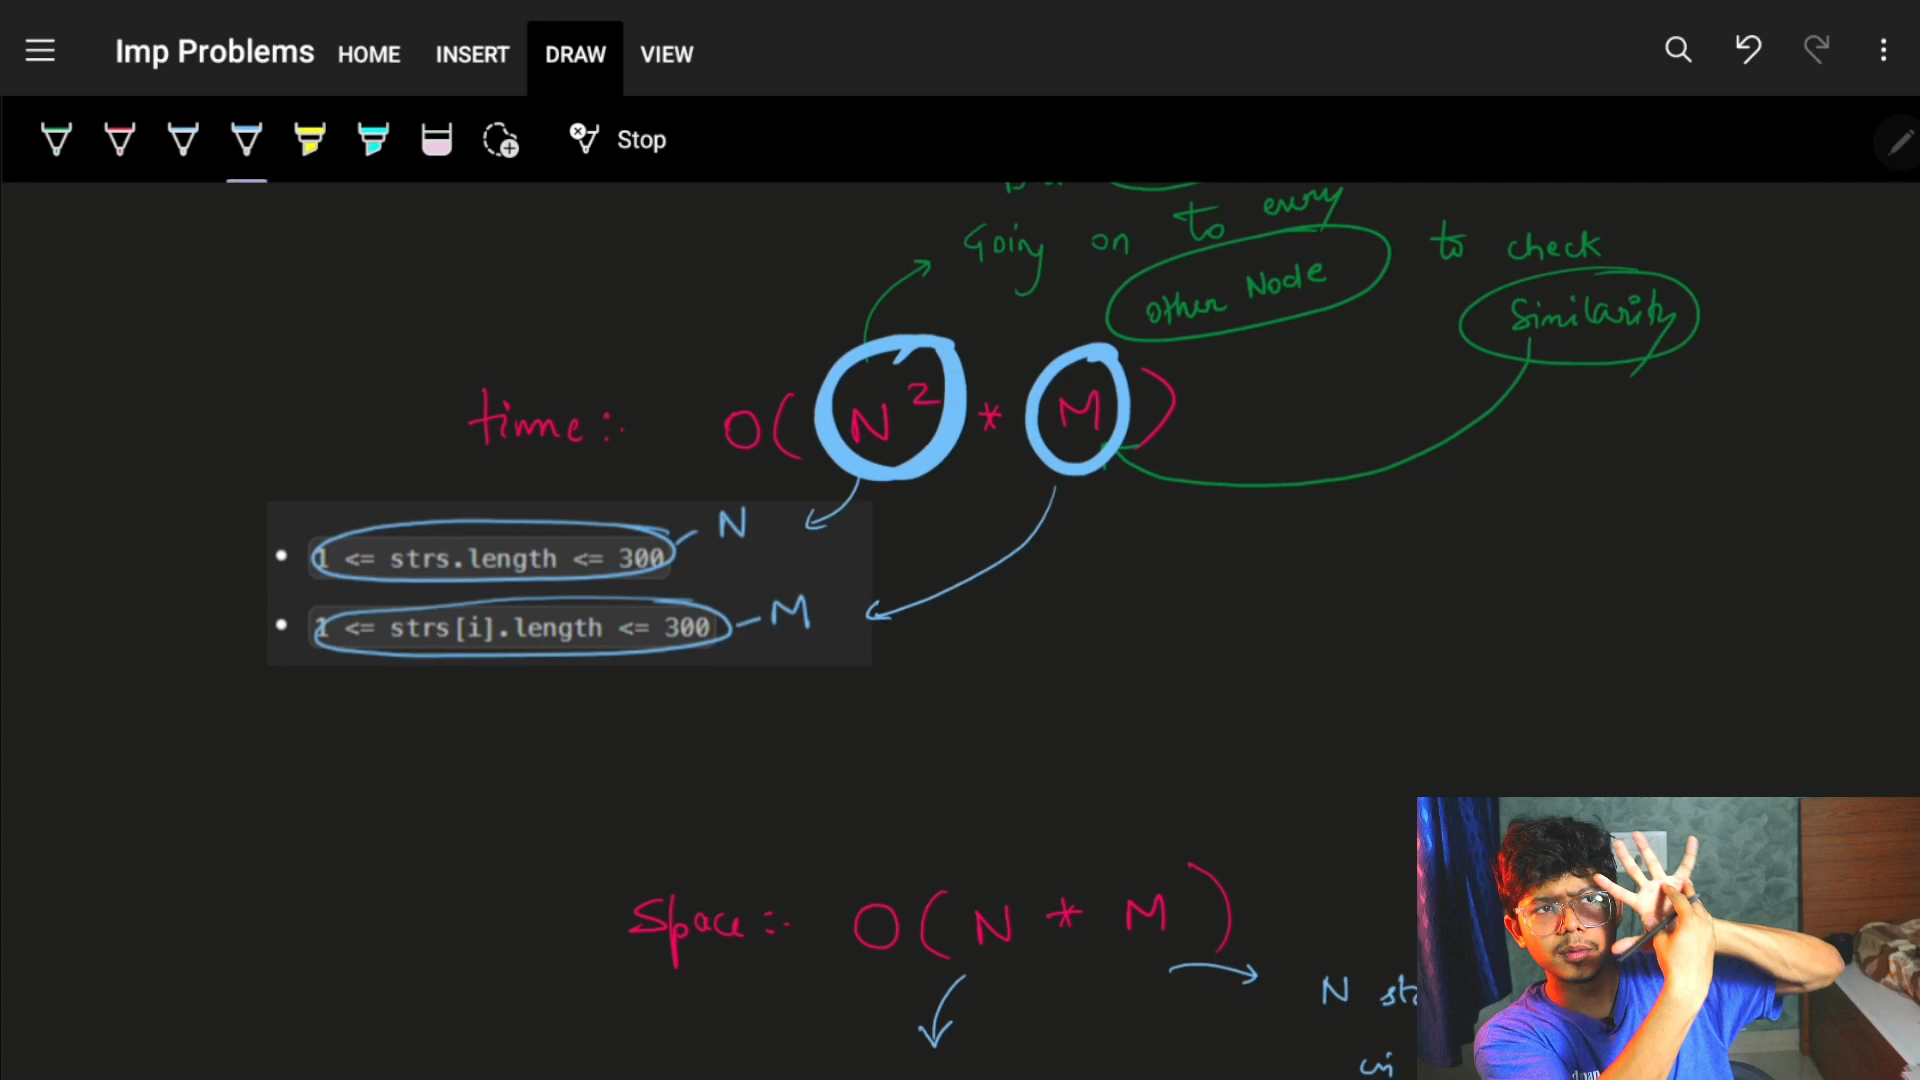 Imp Problems HOME INSERT DRAW VIEW
Stop
Going on to every
Other Node
to check
Similarity
time :- O( N² * M )
1 <= strs.length <= 300 - N
1 <= strs[i].length <= 300 - M
Space :- O( N * M )
N
in